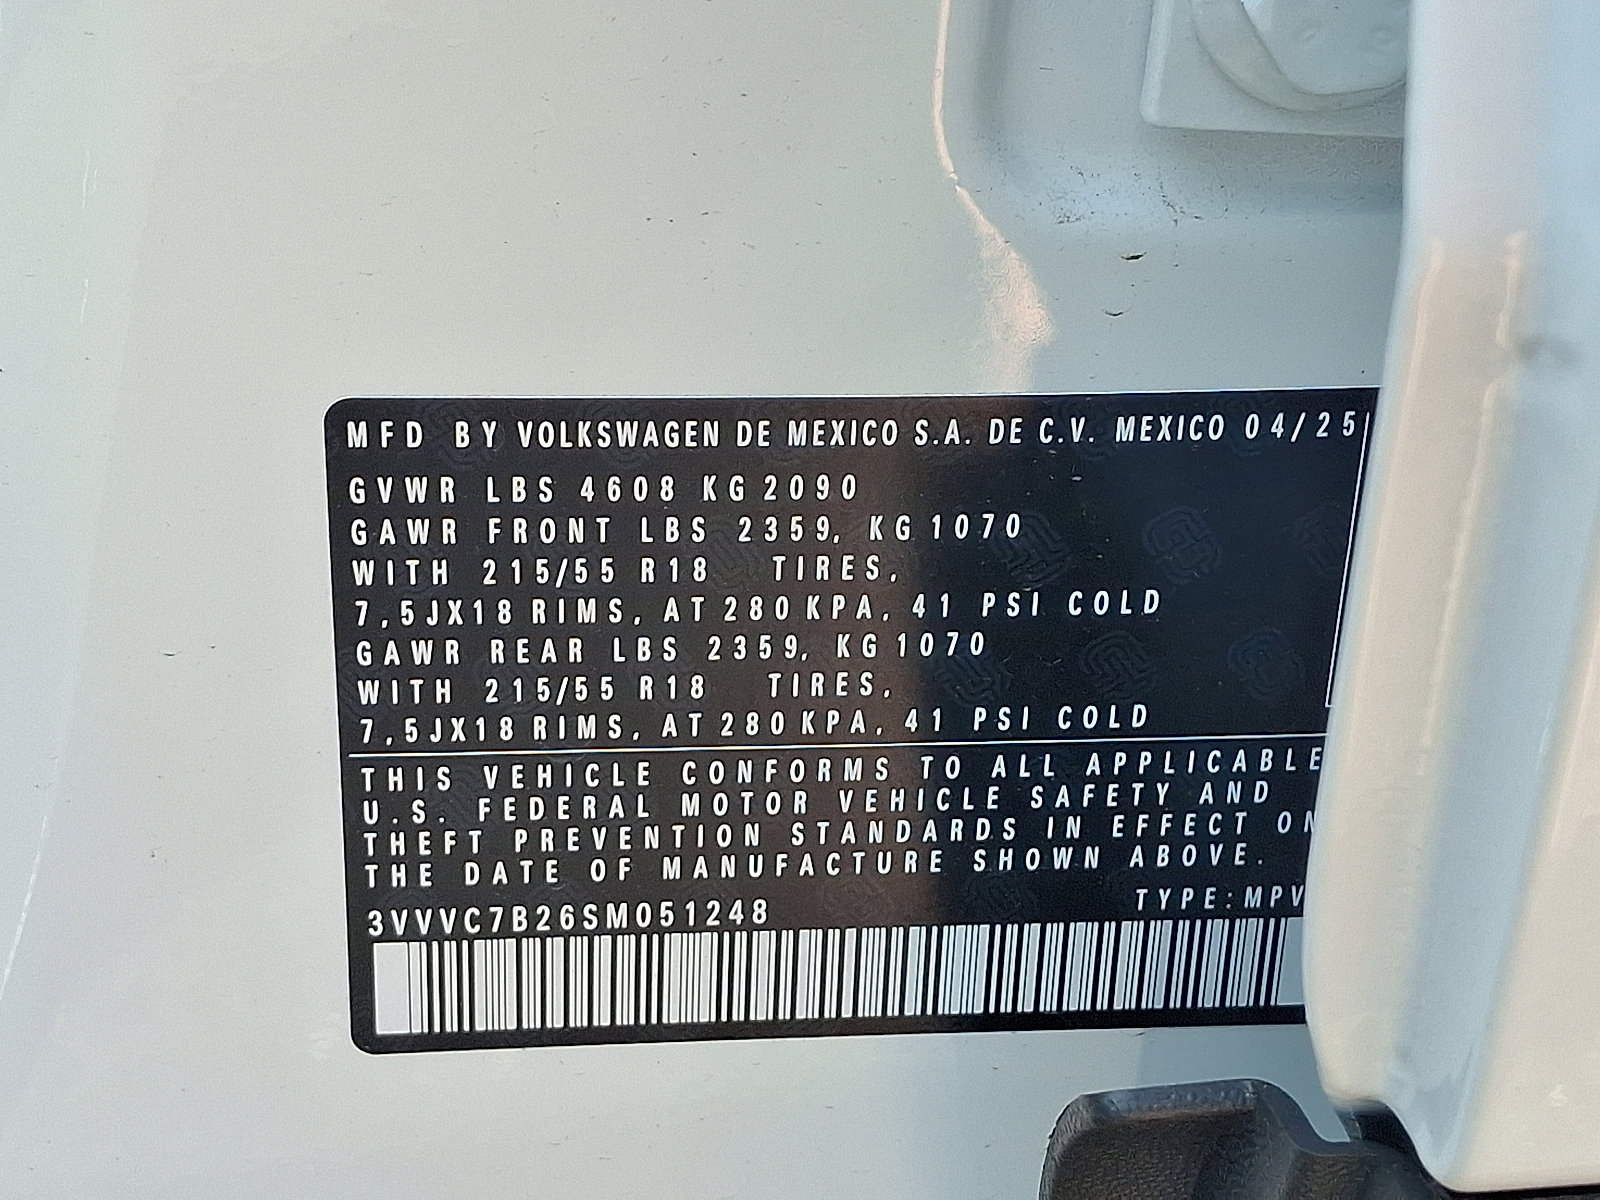 MFD BY VOLKSWAGEN DE MEXICO S.A. DE C.V. MEXICO 04/25
GVWR LBS 4608 KG 2090
GAWR FRONT LBS 2359, KG 1070
WITH 215/55 R18 TIRES,
7,5JX18 RIMS, AT 280 KPA, 41 PSI COLD
GAWR REAR LBS 2359, KG 1070
WITH 215/55 R18 TIRES,
7,5JX18 RIMS, AT 280 KPA, 41 PSI COLD
THIS VEHICLE CONFORMS TO ALL APPLICABLE
U.S. FEDERAL MOTOR VEHICLE SAFETY AND
THEFT PREVENTION STANDARDS IN EFFECT ON
THE DATE OF MANUFACTURE SHOWN ABOVE.
TYPE: MPV
3VVVC7B26SM051248